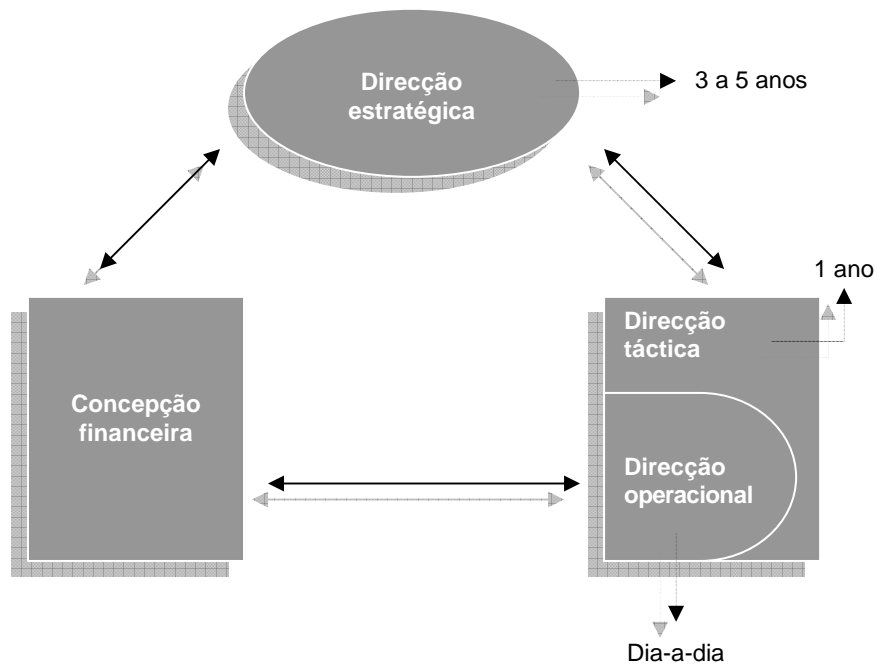 Direcção
estratégica
3 a 5 anos
1 ano
Direcção
táctica
Concepção
financeira
Direcção
operacional
Dia-a-dia